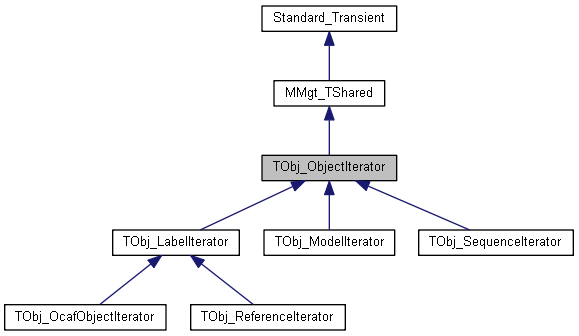 Standard_Transient
MMgt_TShared
TObj_ObjectIterator
TObj_LabelIterator
TObj_ModelIterator
TObj_SequenceIterator
TObj_OcafObjectIterator
TObj_ReferenceIterator